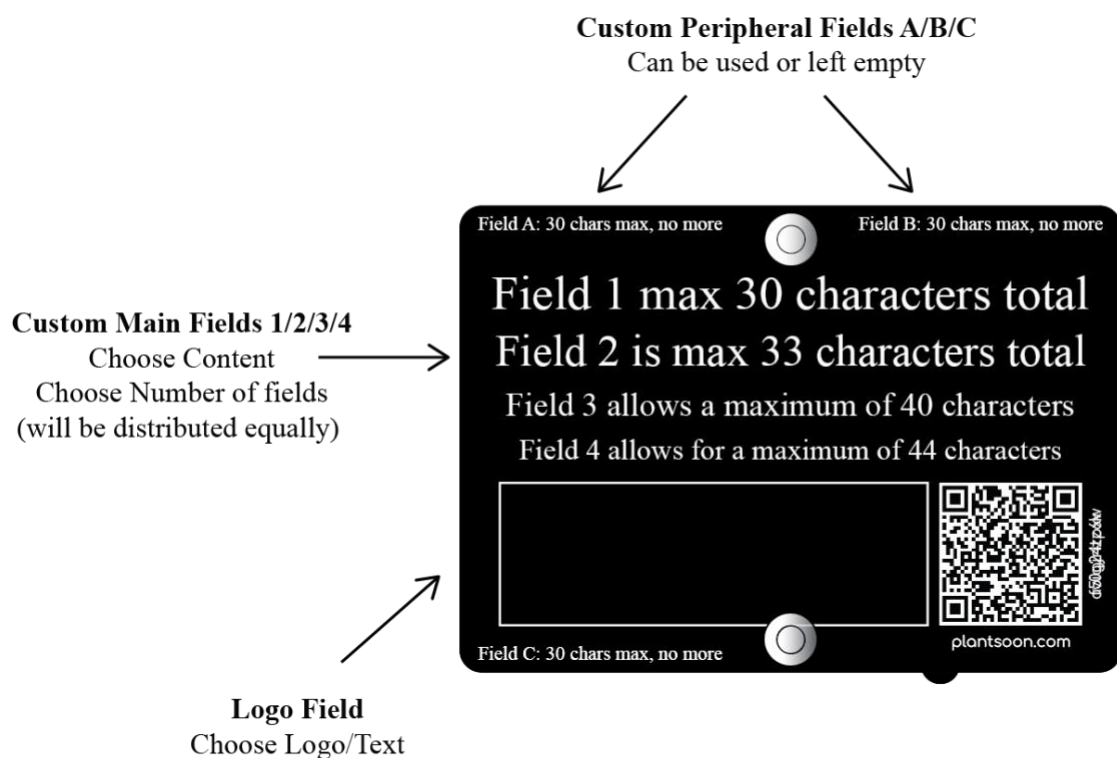 Custom Peripheral Fields A/B/C
Can be used or left empty
Field A: 30 chars max, no more
Field B: 30 chars max, no more
Field 1 max 30 characters total
Field 2 is max 33 characters total
Field 3 allows a maximum of 40 characters
Field 4 allows for a maximum of 44 characters
Custom Main Fields 1/2/3/4
Choose Content
Choose Number of fields
(will be distributed equally)
plantsoon.com
Field C: 30 chars max, no more
Logo Field
Choose Logo/Text